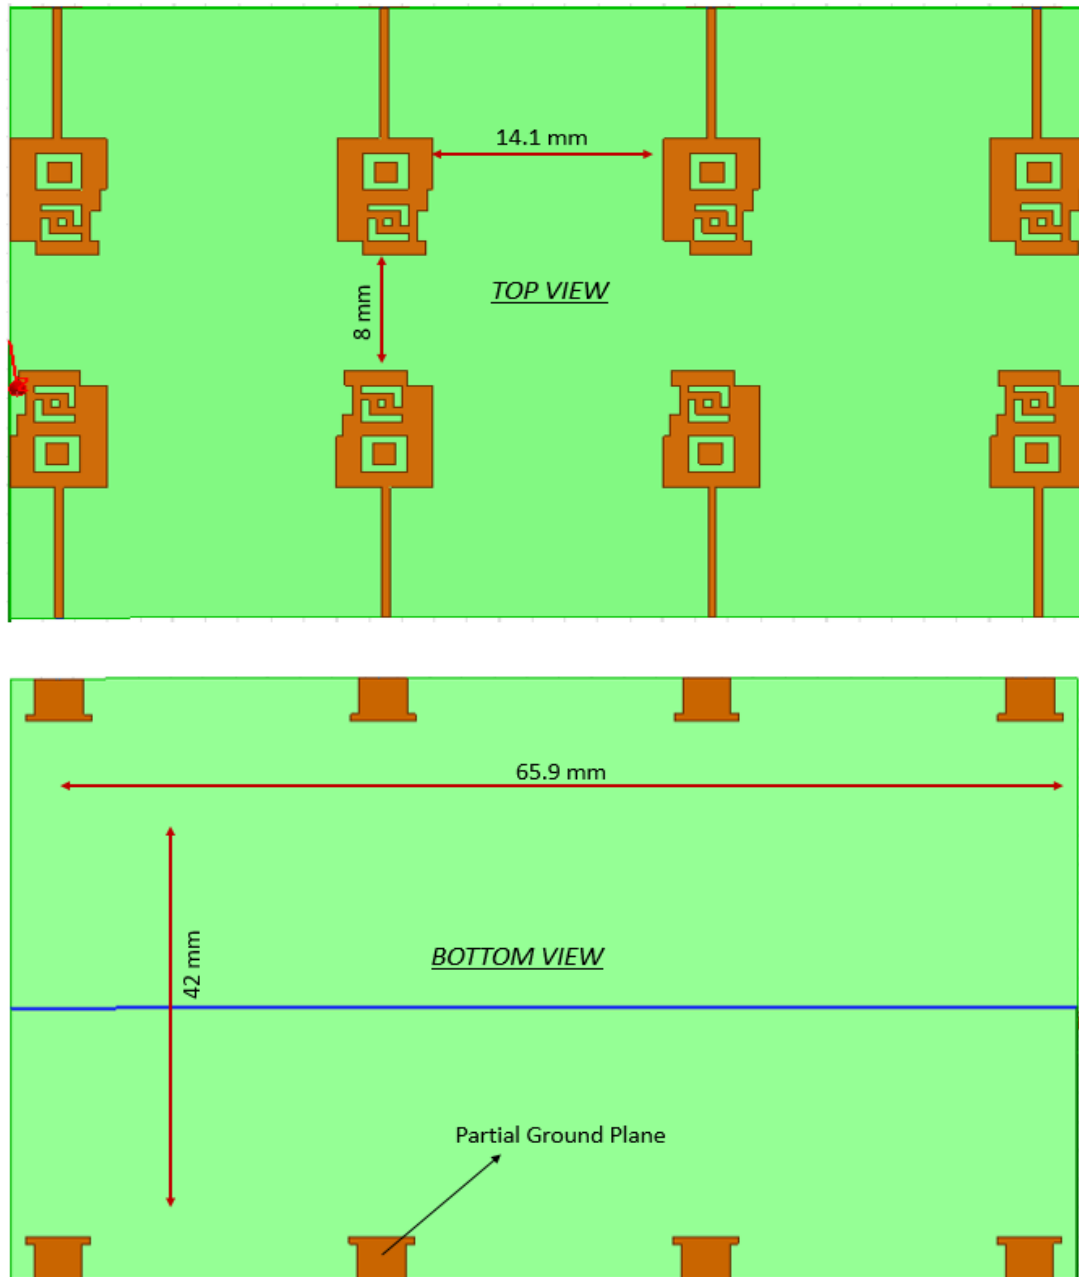 14.1 mm
TOP VIEW
8 mm
65.9 mm
42 mm
BOTTOM VIEW
Partial Ground Plane